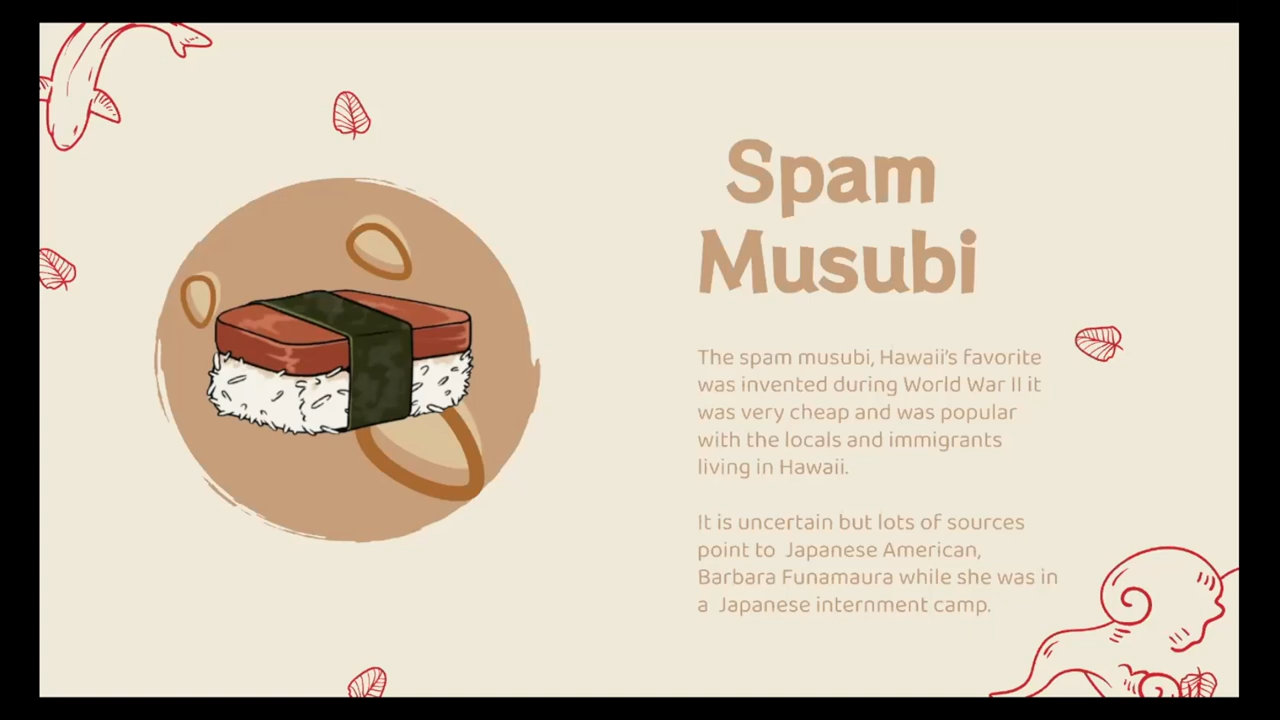 Spam
Musubi
The spam musubi, Hawaii's favorite
was invented during World War II it
was very cheap and was popular
with the locals and immigrants
living in Hawaii.
It is uncertain but lots of sources
point to Japanese American,
Barbara Funamaura while she was in
a Japanese internment camp.